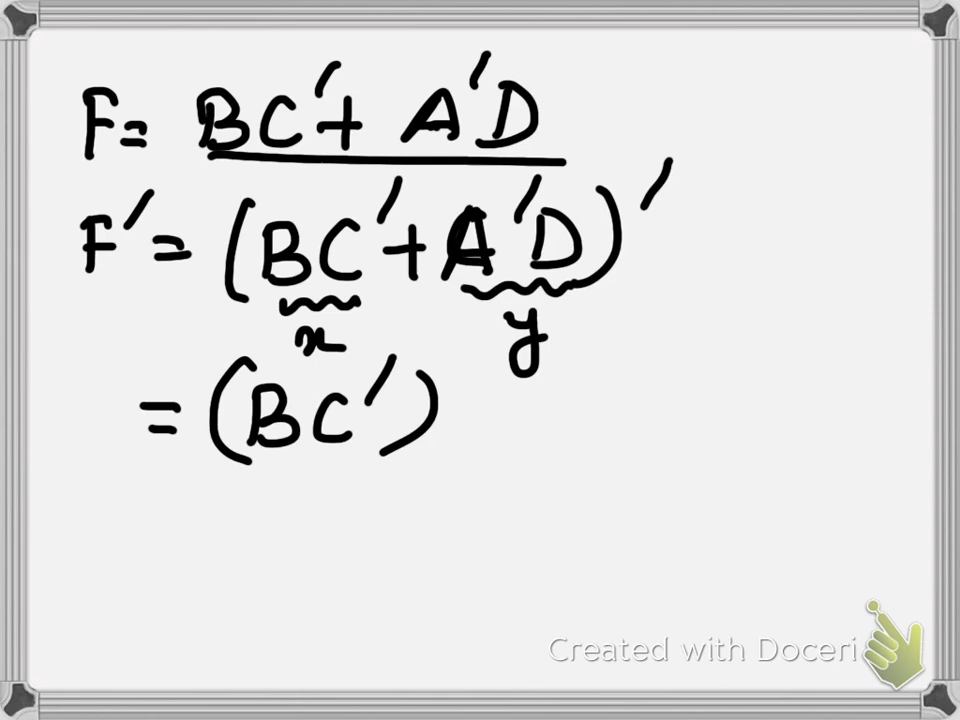 F = BC' + A'D
F' = (BC' + A'D)'
x y
= (BC')
Created with Doceri